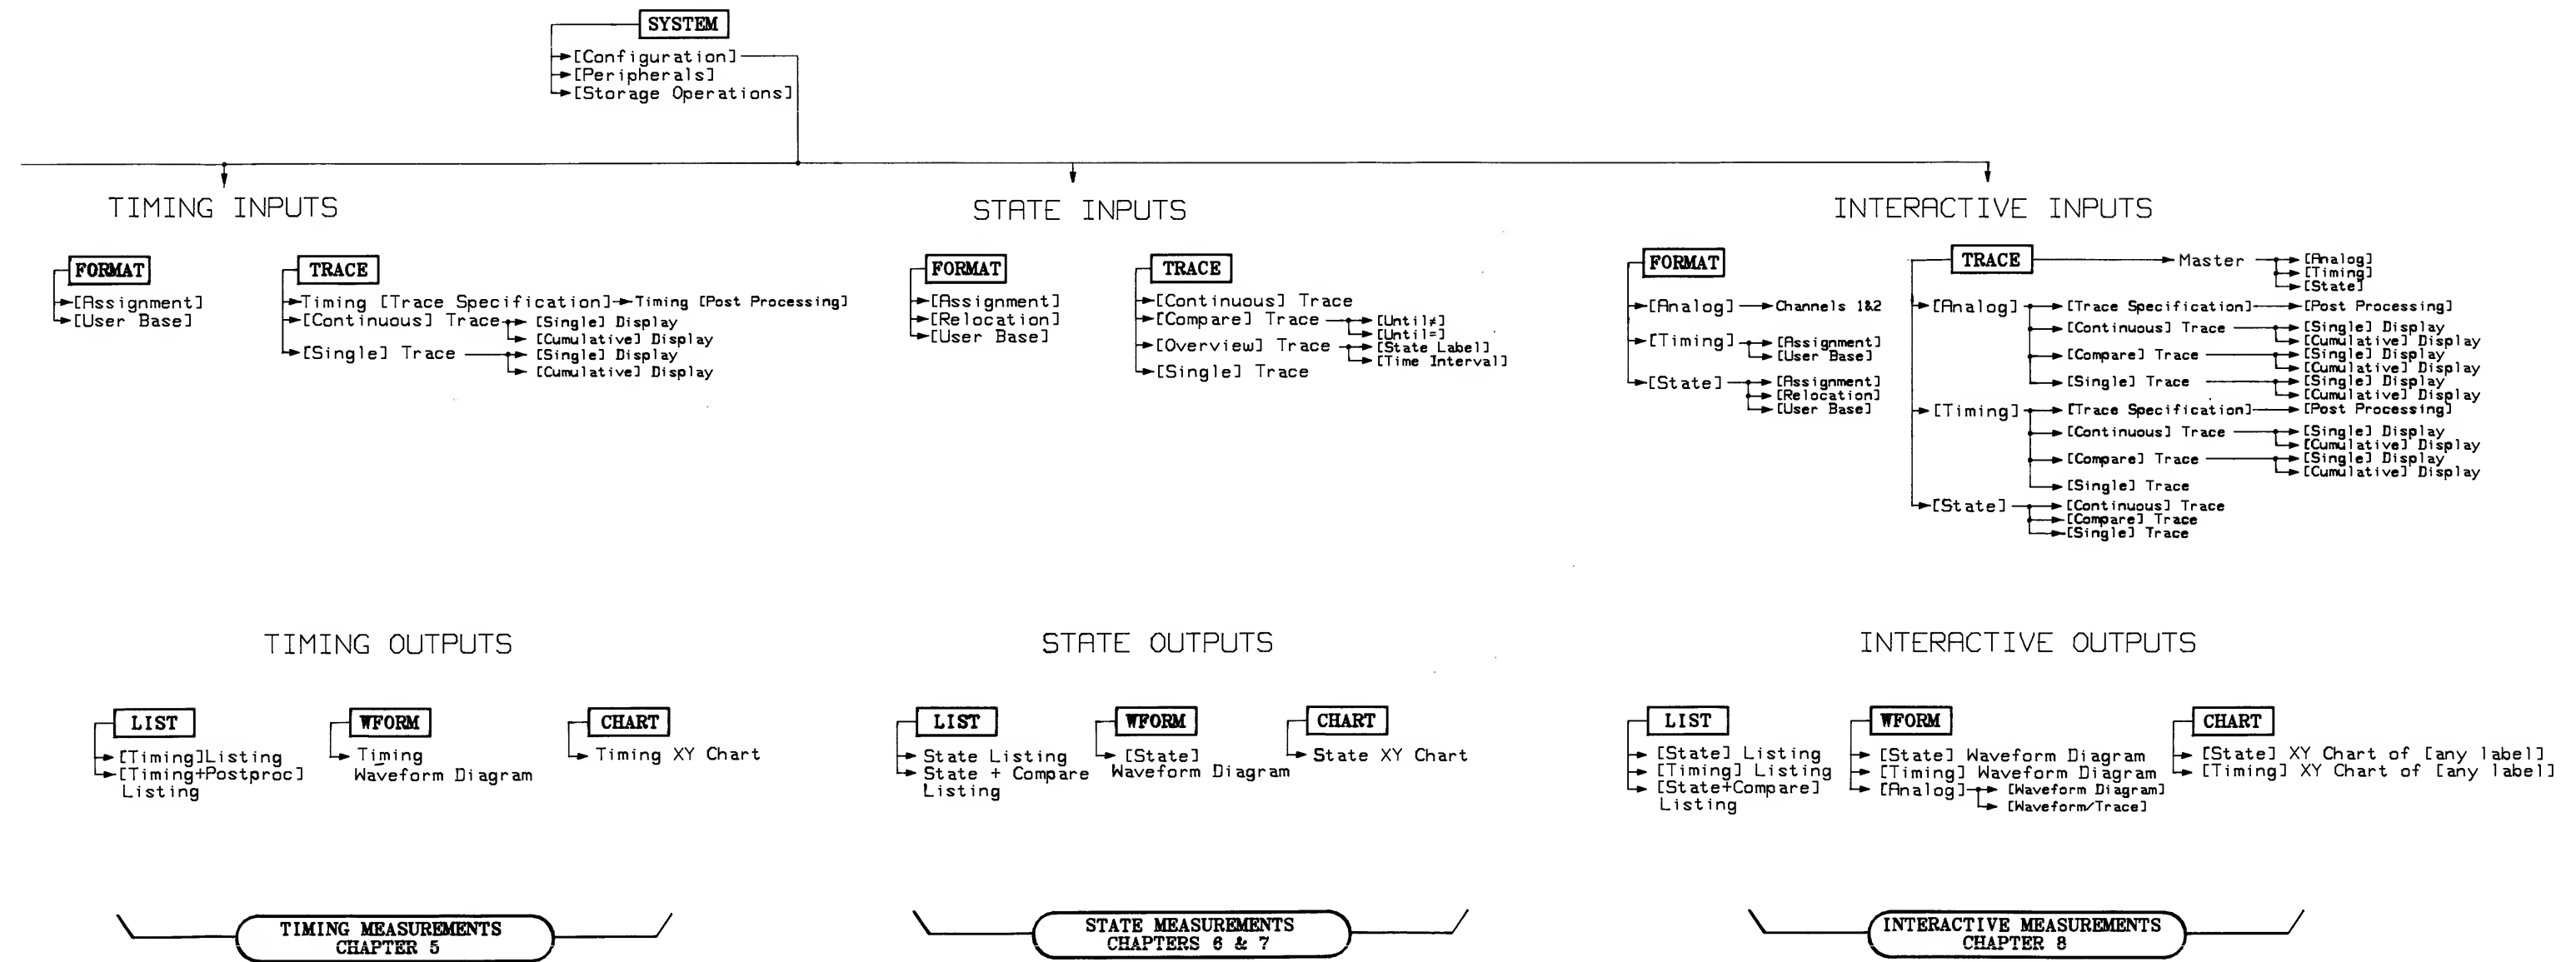 SYSTEM
[Configuration]
[Peripherals]
[Storage Operations]
TIMING INPUTS
FORMAT
[Assignment]
[User Base]
TRACE
Timing [Trace Specification] Timing [Post Processing]
[Continuous] Trace [Single] Display
[Cumulative] Display
[Single] Trace [Single] Display
[Cumulative] Display
STATE INPUTS
FORMAT
[Assignment]
[Relocation]
[User Base]
TRACE
[Continuous] Trace
[Compare] Trace [Until≠]
[Until=]
[Overview] Trace [State Label]
[Time Interval]
[Single] Trace
INTERACTIVE INPUTS
FORMAT
[Analog] Channels 1&2
[Timing] [Assignment]
[User Base]
[State] [Assignment]
[Relocation]
[User Base]
TRACE Master [Analog]
[Timing]
[State]
[Analog] [Trace Specification] [Post Processing]
[Continuous] Trace [Single] Display
[Cumulative] Display
[Compare] Trace [Single] Display
[Cumulative] Display
[Single] Trace [Single] Display
[Cumulative] Display
[Timing] [Trace Specification] [Post Processing]
[Continuous] Trace [Single] Display
[Cumulative] Display
[Compare] Trace [Single] Display
[Cumulative] Display
[Single] Trace
[State] [Continuous] Trace
[Compare] Trace
[Single] Trace
TIMING OUTPUTS
LIST
[Timing]Listing
[Timing+Postproc]
Listing
WFORM
Timing
Waveform Diagram
CHART
Timing XY Chart
STATE OUTPUTS
LIST
State Listing
State + Compare
Listing
WFORM
[State]
Waveform Diagram
CHART
State XY Chart
INTERACTIVE OUTPUTS
LIST
[State] Listing
[Timing] Listing
[State+Compare]
Listing
WFORM
[State] Waveform Diagram
[Timing] Waveform Diagram
[Analog] [Waveform Diagram]
[Waveform/Trace]
CHART
[State] XY Chart of [any label]
[Timing] XY Chart of [any label]
TIMING MEASUREMENTS
CHAPTER 5
STATE MEASUREMENTS
CHAPTERS 6 & 7
INTERACTIVE MEASUREMENTS
CHAPTER 8